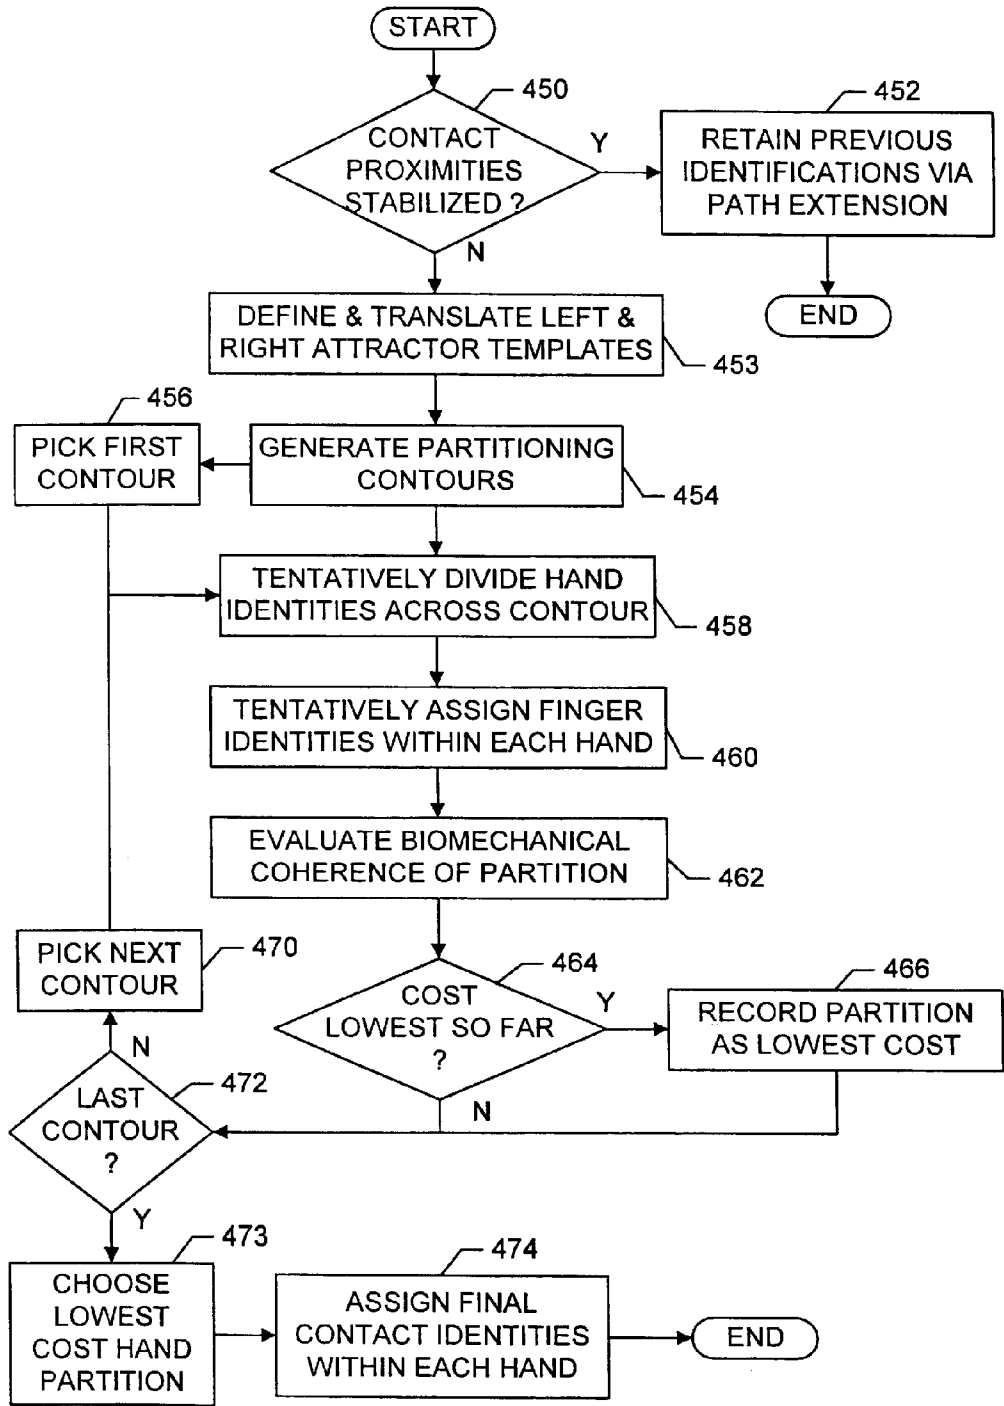 START
450
CONTACT
PROXIMITIES
STABILIZED ?
Y
N
452
RETAIN PREVIOUS
IDENTIFICATIONS VIA
PATH EXTENSION
END
DEFINE & TRANSLATE LEFT &
RIGHT ATTRACTOR TEMPLATES
453
456
PICK FIRST
CONTOUR
GENERATE PARTITIONING
CONTOURS
454
TENTATIVELY DIVIDE HAND
IDENTITIES ACROSS CONTOUR
458
TENTATIVELY ASSIGN FINGER
IDENTITIES WITHIN EACH HAND
460
EVALUATE BIOMECHANICAL
COHERENCE OF PARTITION
462
PICK NEXT
CONTOUR
470
464
COST
LOWEST SO FAR
?
Y
N
466
RECORD PARTITION
AS LOWEST COST
N
472
LAST
CONTOUR
?
Y
473
CHOOSE
LOWEST
COST HAND
PARTITION
474
ASSIGN FINAL
CONTACT IDENTITIES
WITHIN EACH HAND
END